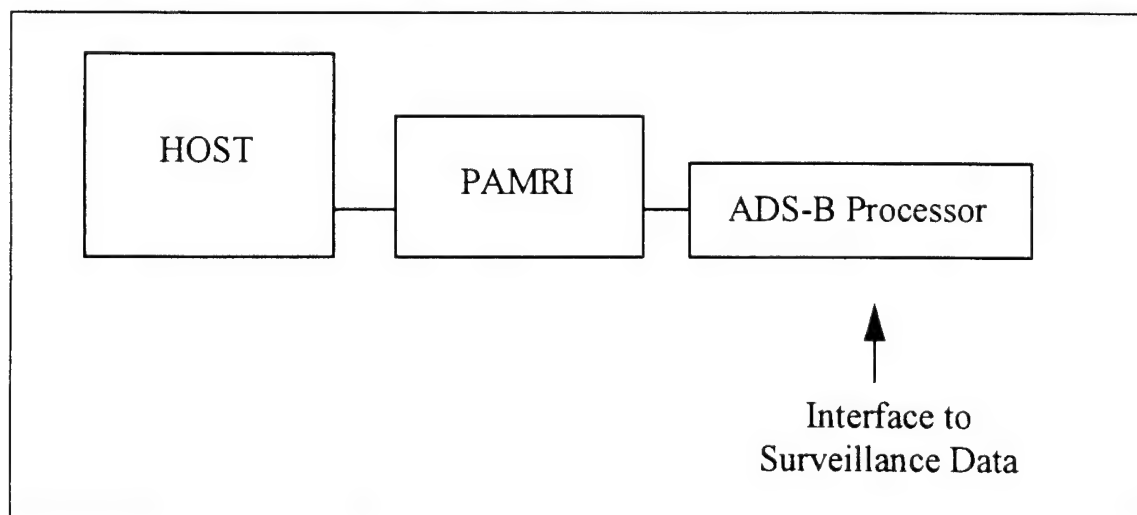 HOST
PAMRI
ADS-B Processor
Interface to
Surveillance Data